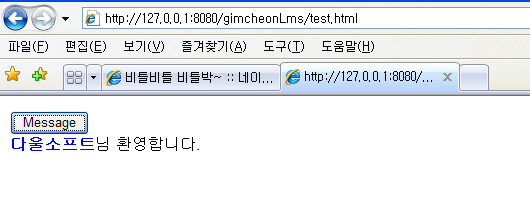 http://127.0.0.1:8080/gimcheonLms/test.html
파일(F) 편집(E) 보기(V) 즐겨찾기(A) 도구(T) 도움말(H)
비틀비틀 비틀박~ :: 네이... http://127.0.0.1:8080/...
Message
다울소프트님 환영합니다.